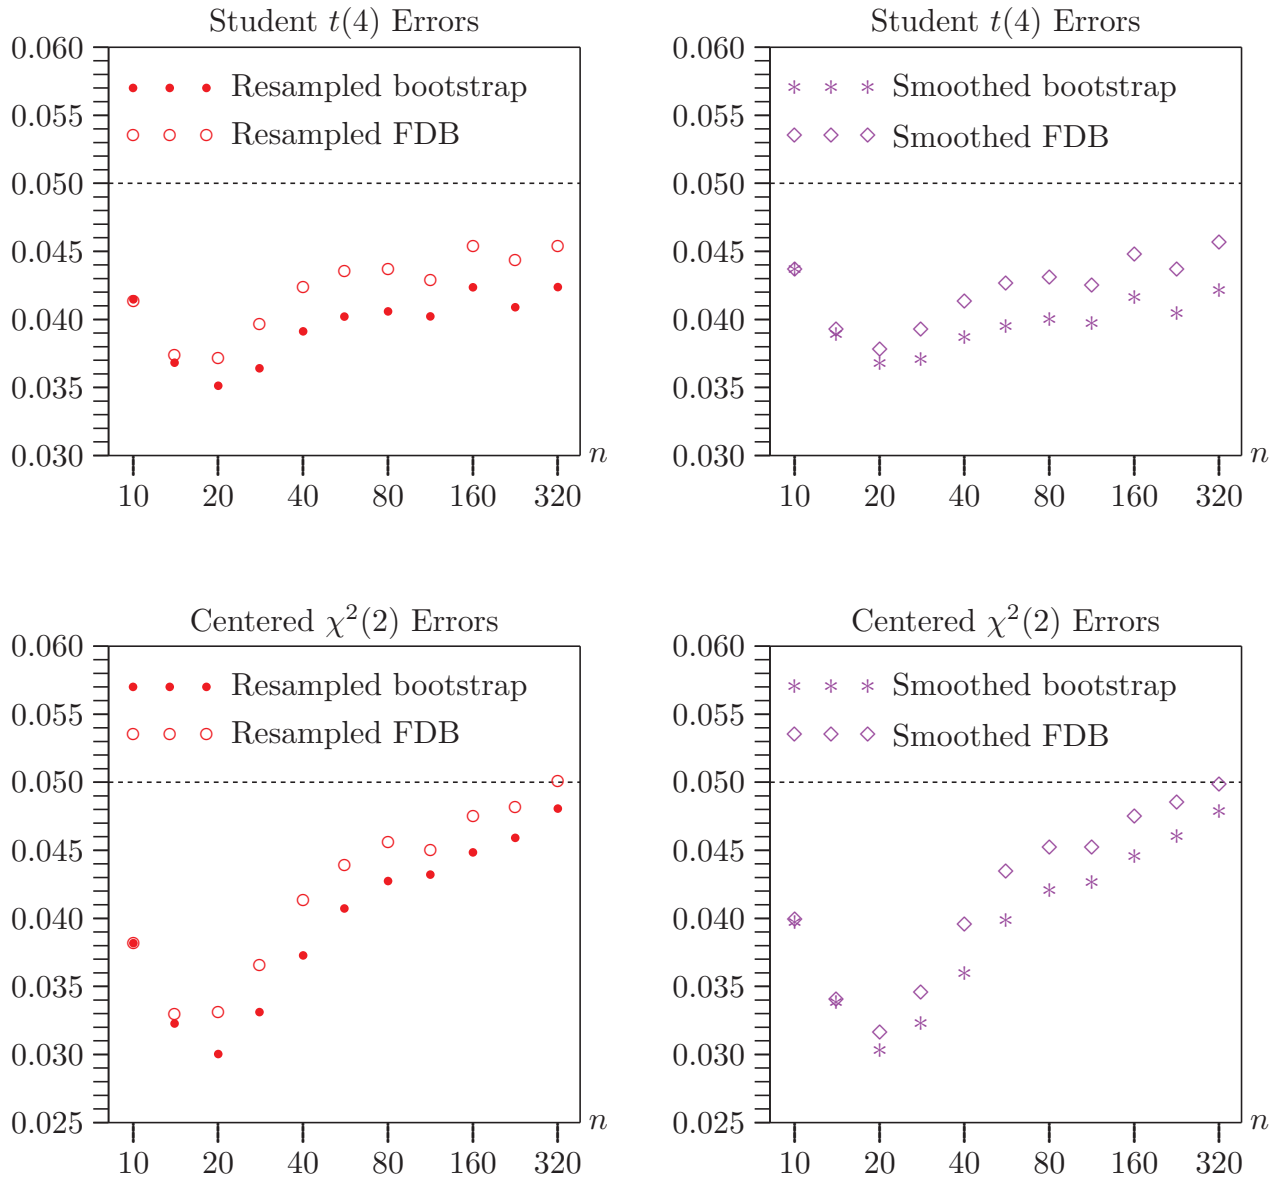 Student t(4) Errors
0.060
0.055
0.050
0.045
0.040
0.035
0.030
Resampled bootstrap
Resampled FDB
n
10 20 40 80 160 320
Student t(4) Errors
0.060
0.055
0.050
0.045
0.040
0.035
0.030
Smoothed bootstrap
Smoothed FDB
n
10 20 40 80 160 320
Centered χ²(2) Errors
0.060
0.055
0.050
0.045
0.040
0.035
0.030
0.025
Resampled bootstrap
Resampled FDB
n
10 20 40 80 160 320
Centered χ²(2) Errors
0.060
0.055
0.050
0.045
0.040
0.035
0.030
0.025
Smoothed bootstrap
Smoothed FDB
n
10 20 40 80 160 320